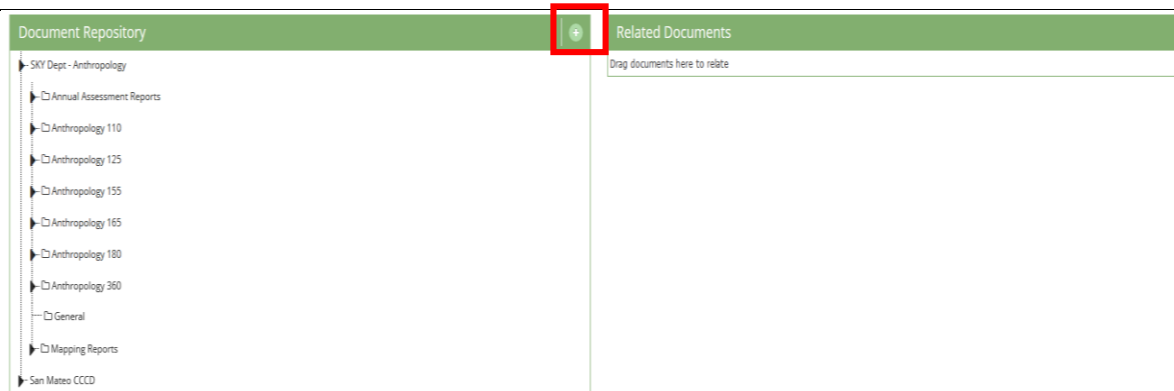 Document Repository
SKY Dept - Anthropology
Annual Assessment Reports
Anthropology 110
Anthropology 125
Anthropology 155
Anthropology 165
Anthropology 180
Anthropology 360
General
Mapping Reports
San Mateo CCCD
Related Documents
Drag documents here to relate